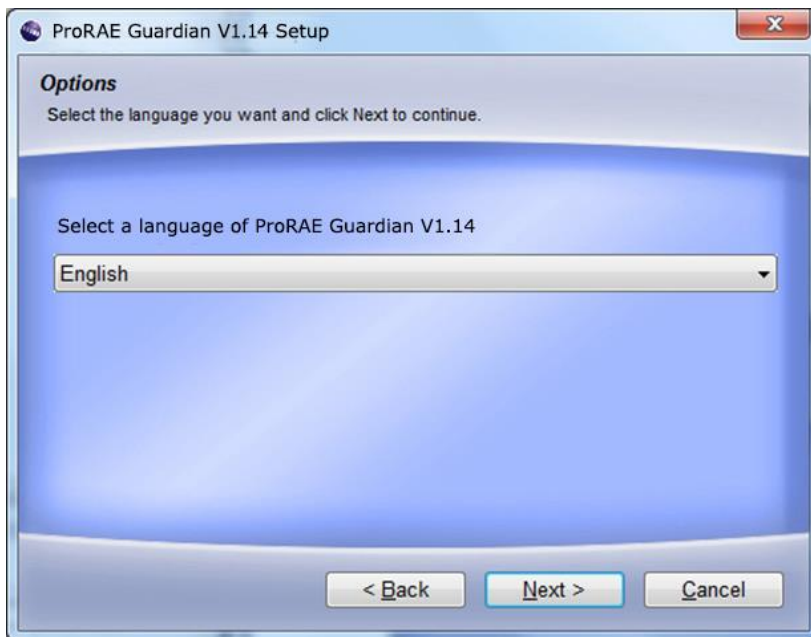 ProRAE Guardian V1.14 Setup
Options
Select the language you want and click Next to continue.
Select a language of ProRAE Guardian V1.14
English
< Back
Next >
Cancel